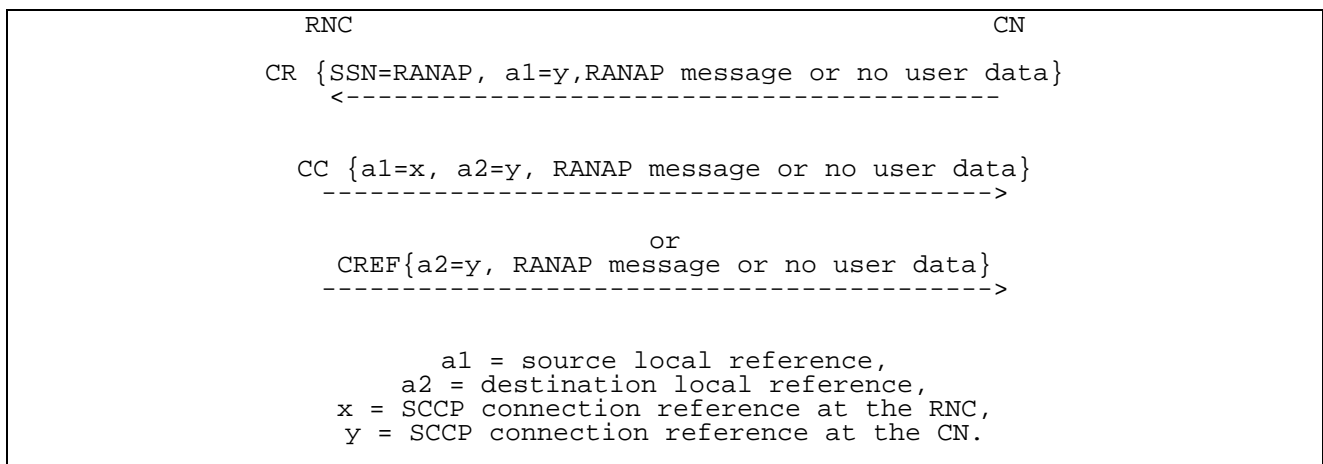 RNC CN
CR {SSN=RANAP, a1=y,RANAP message or no user data}
<-----------------------------------------
CC {a1=x, a2=y, RANAP message or no user data}
------------------------------------------>
or
CREF{a2=y, RANAP message or no user data}
------------------------------------------>
a1 = source local reference,
a2 = destination local reference,
x = SCCP connection reference at the RNC,
y = SCCP connection reference at the CN.